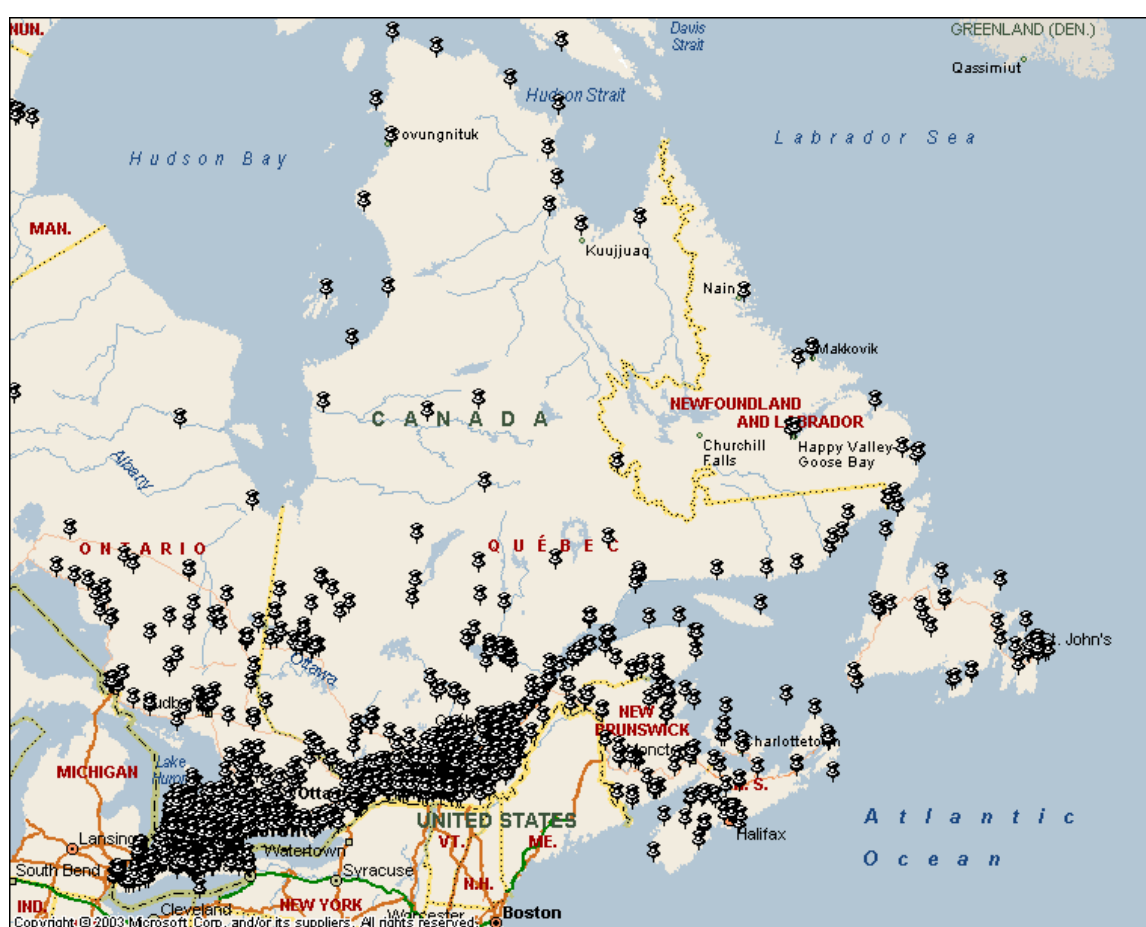 NUN.
Davis
Strait
GREENLAND (DEN.)
Qassimiut
Hudson Strait
Povungnituk
Labrador Sea
Hudson Bay
MAN.
Kuujjuaq
Nain
Makkovik
CANADA
NEWFOUNDLAND
AND LABRADOR
Churchill
Falls
Happy Valley-
Goose Bay
Albany
ONTARIO
QUÉBEC
St. John's
Ottawa
NEW
BRUNSWICK
Charlottetown
MICHIGAN
Lake
Huron
N.S.
UNITED STATES
Atlantic
Ocean
Halifax
Lansing
Watertown
VT.
ME.
South Bend
Syracuse
N.H.
IND.
Cleveland
NEW YORK
Worcester
Boston
Copyright © 2003 Microsoft Corp. and/or its suppliers. All rights reserved.